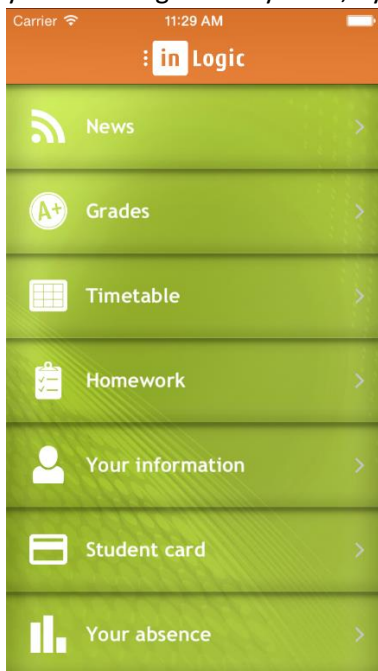 Carrier 11:29 AM
in Logic
News
A+ Grades
Timetable
Homework
Your information
Student card
Your absence